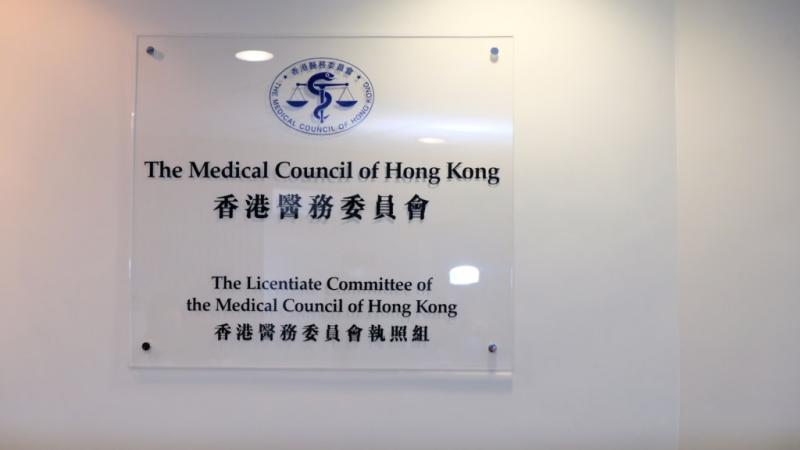 香港醫務委員會
THE MEDICAL COUNCIL OF HONG KONG
The Medical Council of Hong Kong
香港醫務委員會
The Licentiate Committee of
the Medical Council of Hong Kong
香港醫務委員會執照組